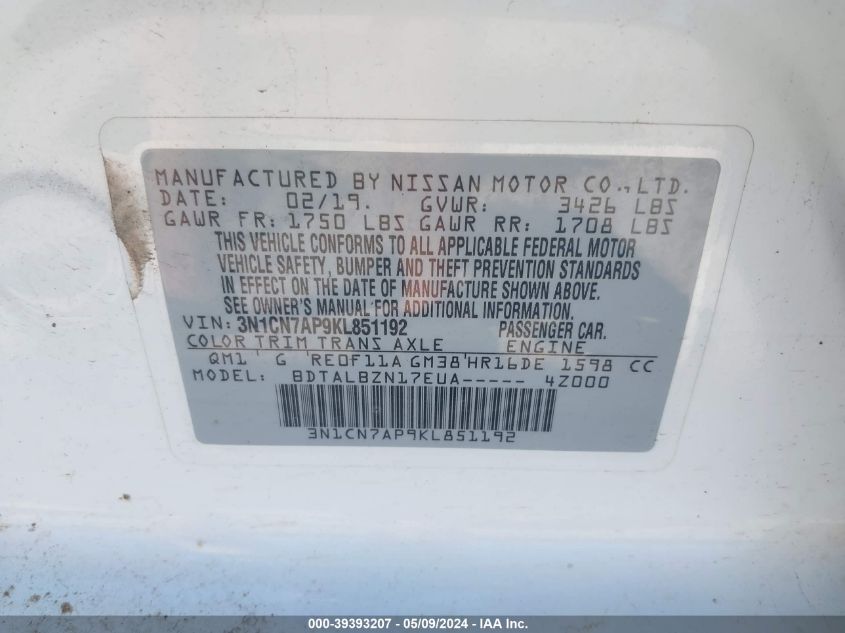 MANUFACTURED BY NISSAN MOTOR CO.,LTD.
DATE: 02/19. GVWR: 3426 LBS
GAWR FR: 1750 LBS GAWR RR: 1708 LBS
THIS VEHICLE CONFORMS TO ALL APPLICABLE FEDERAL MOTOR
VEHICLE SAFETY, BUMPER AND THEFT PREVENTION STANDARDS
IN EFFECT ON THE DATE OF MANUFACTURE SHOWN ABOVE.
SEE OWNER'S MANUAL FOR ADDITIONAL INFORMATION.
VIN: 3N1CN7AP9KL851192 PASSENGER CAR.
COLOR TRIM TRANS AXLE ENGINE
QM1 ' G 'RE0F11A GM38'HR16DE 1598 CC
MODEL: BDTALBZN17EUA----- 4Z000
3N1CN7AP9KL851192
000-39393207 - 05/09/2024 - IAA Inc.